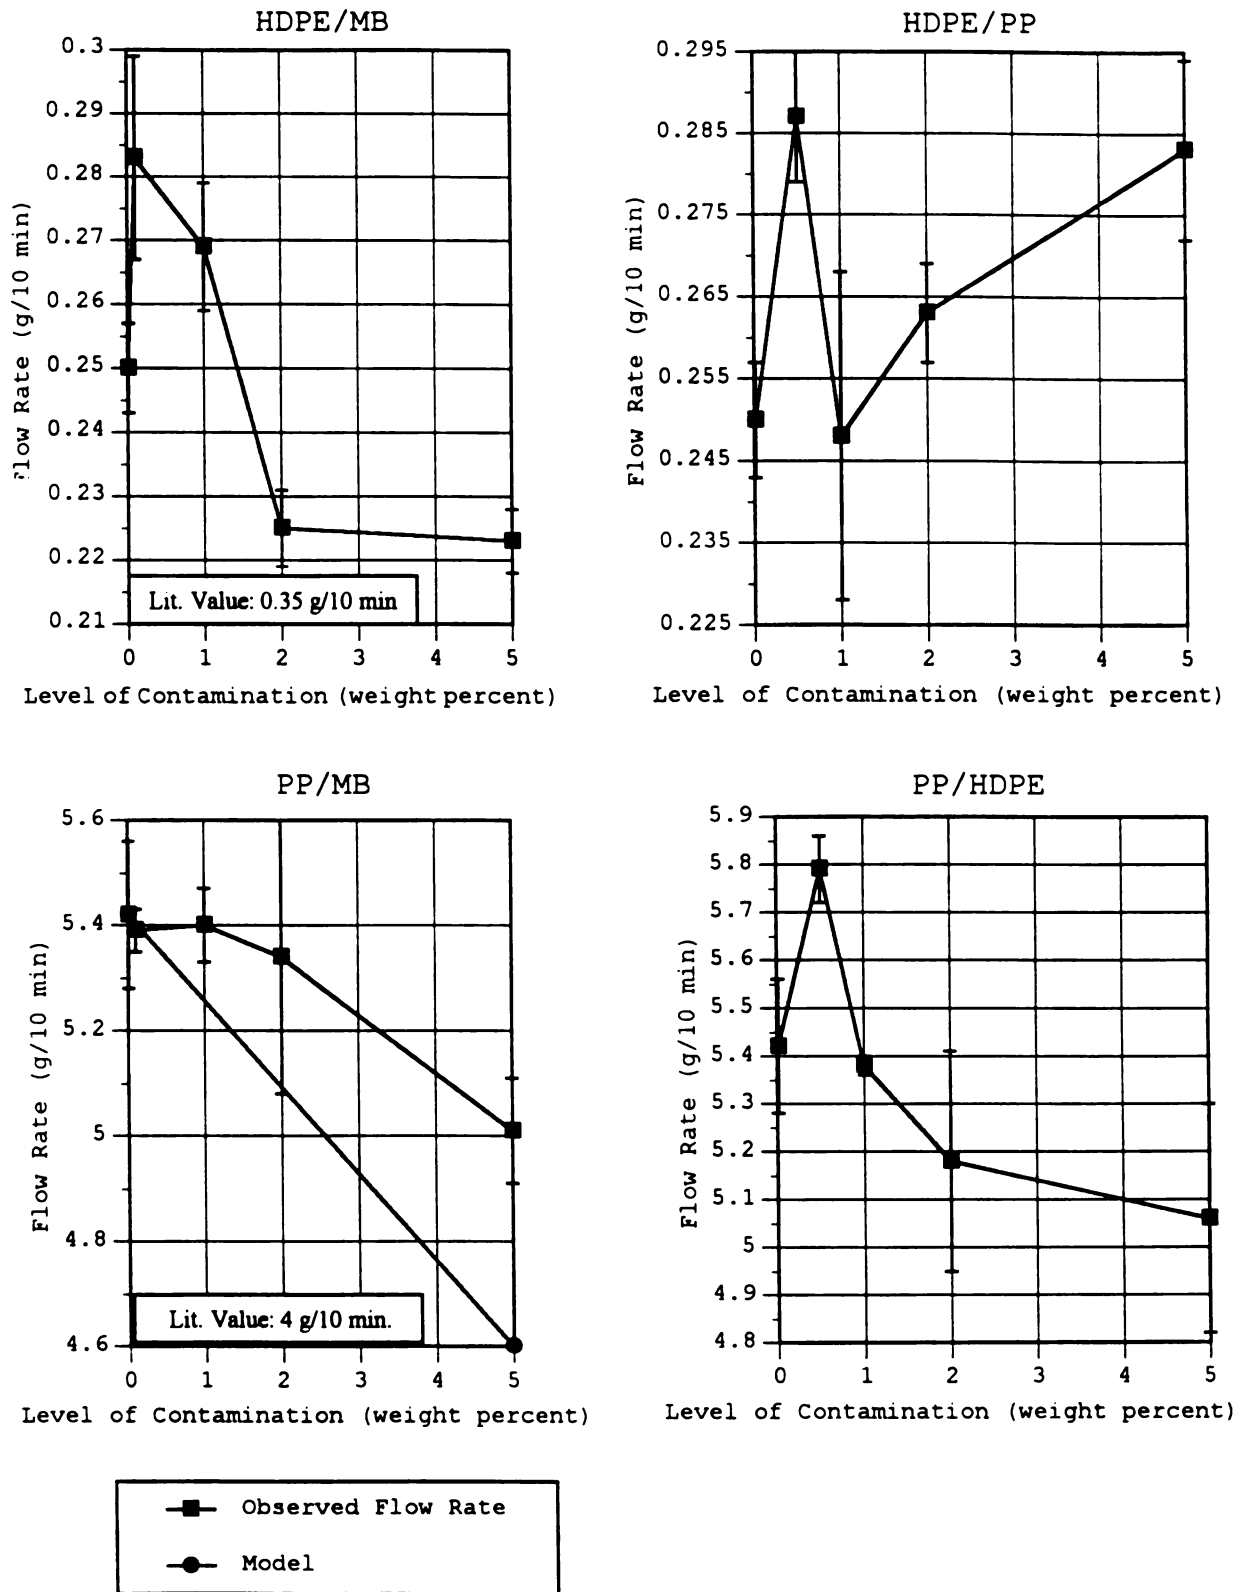 HDPE/MB
0.3
0.29
0.28
0.27
0.26
0.25
0.24
0.23
0.22
0.21
Flow Rate (g/10 min)
Lit. Value: 0.35 g/10 min
0 1 2 3 4 5
Level of Contamination (weight percent)
HDPE/PP
0.295
0.285
0.275
0.265
0.255
0.245
0.235
0.225
Flow Rate (g/10 min)
0 1 2 3 4 5
Level of Contamination (weight percent)
PP/MB
5.6
5.4
5.2
5
4.8
4.6
Flow Rate (g/10 min)
Lit. Value: 4 g/10 min.
0 1 2 3 4 5
Level of Contamination (weight percent)
PP/HDPE
5.9
5.8
5.7
5.6
5.5
5.4
5.3
5.2
5.1
5
4.9
4.8
Flow Rate (g/10 min)
0 1 2 3 4 5
Level of Contamination (weight percent)
Observed Flow Rate
Model